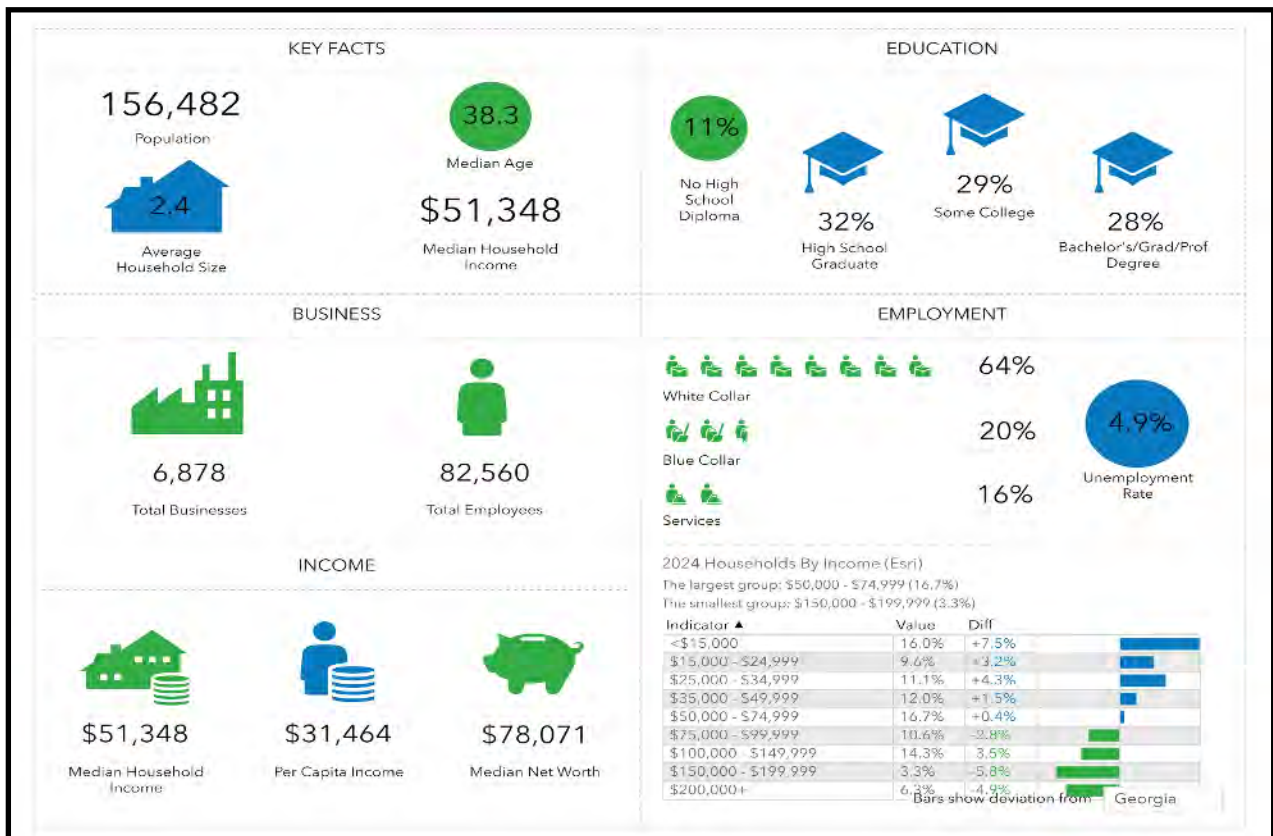 KEY FACTS
156,482
Population
38.3
Median Age
2.4
Average
Household Size
$51,348
Median Household
Income
EDUCATION
11%
No High
School
Diploma
32%
High School
Graduate
29%
Some College
28%
Bachelor's/Grad/Prof
Degree
BUSINESS
6,878
Total Businesses
82,560
Total Employees
EMPLOYMENT
64%
White Collar
20%
Blue Collar
16%
Services
4.9%
Unemployment
Rate
INCOME
$51,348
Median Household
Income
$31,464
Per Capita Income
$78,071
Median Net Worth
2024 Households By Income (Esri)
The largest group: $50,000 - $74,999 (16.7%)
The smallest group: $150,000 - $199,999 (3.3%)
Indicator ▲ Value Diff
<$15,000 16.0% +7.5%
$15,000 - $24,999 9.6% +3.2%
$25,000 - $34,999 11.1% +4.3%
$35,000 - $49,999 12.0% +1.5%
$50,000 - $74,999 16.7% +0.4%
$75,000 - $99,999 10.6% -2.8%
$100,000 - $149,999 14.3% 3.5%
$150,000 - $199,999 3.3% -5.8%
$200,000+ 6.3% -4.9%
Bars show deviation from Georgia